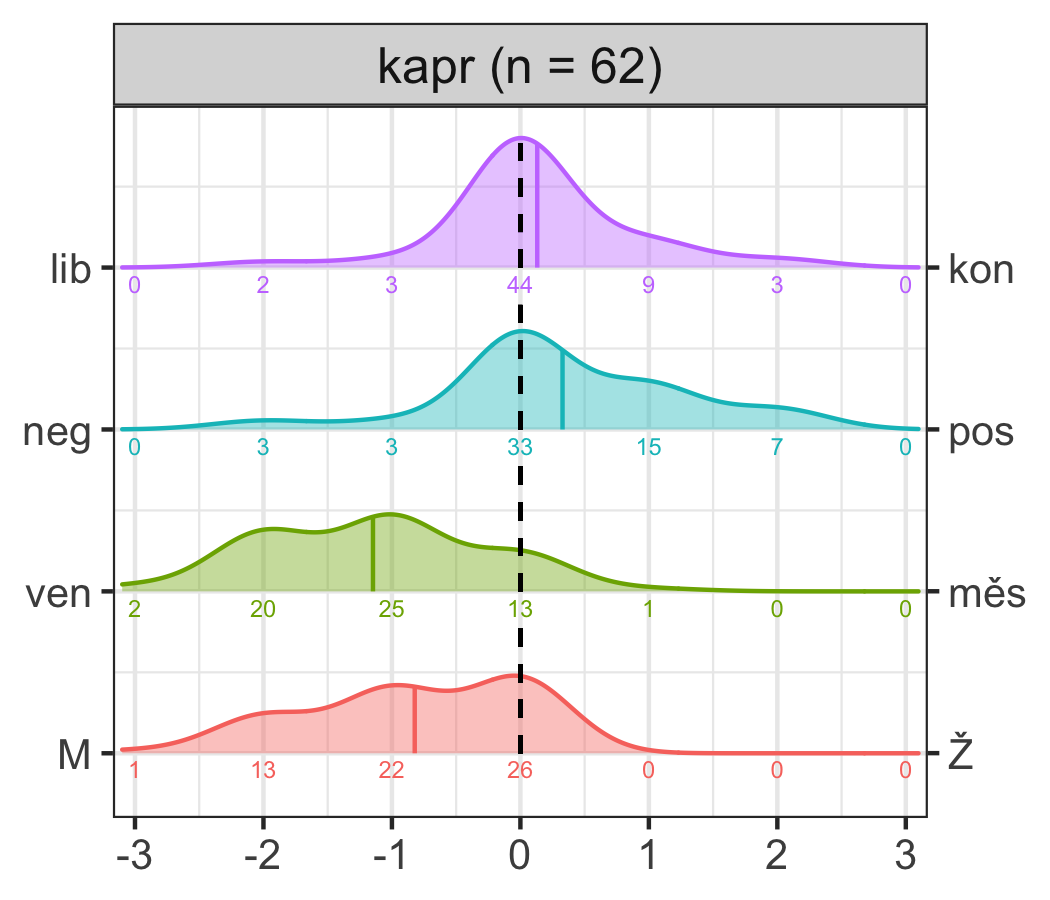 kapr (n = 62)
lib kon
0 2 3 44 9 3 0
neg pos
0 3 3 33 15 7 0
ven měs
2 20 25 13 1 0 0
M Ž
1 13 22 26 0 0 0
-3 -2 -1 0 1 2 3